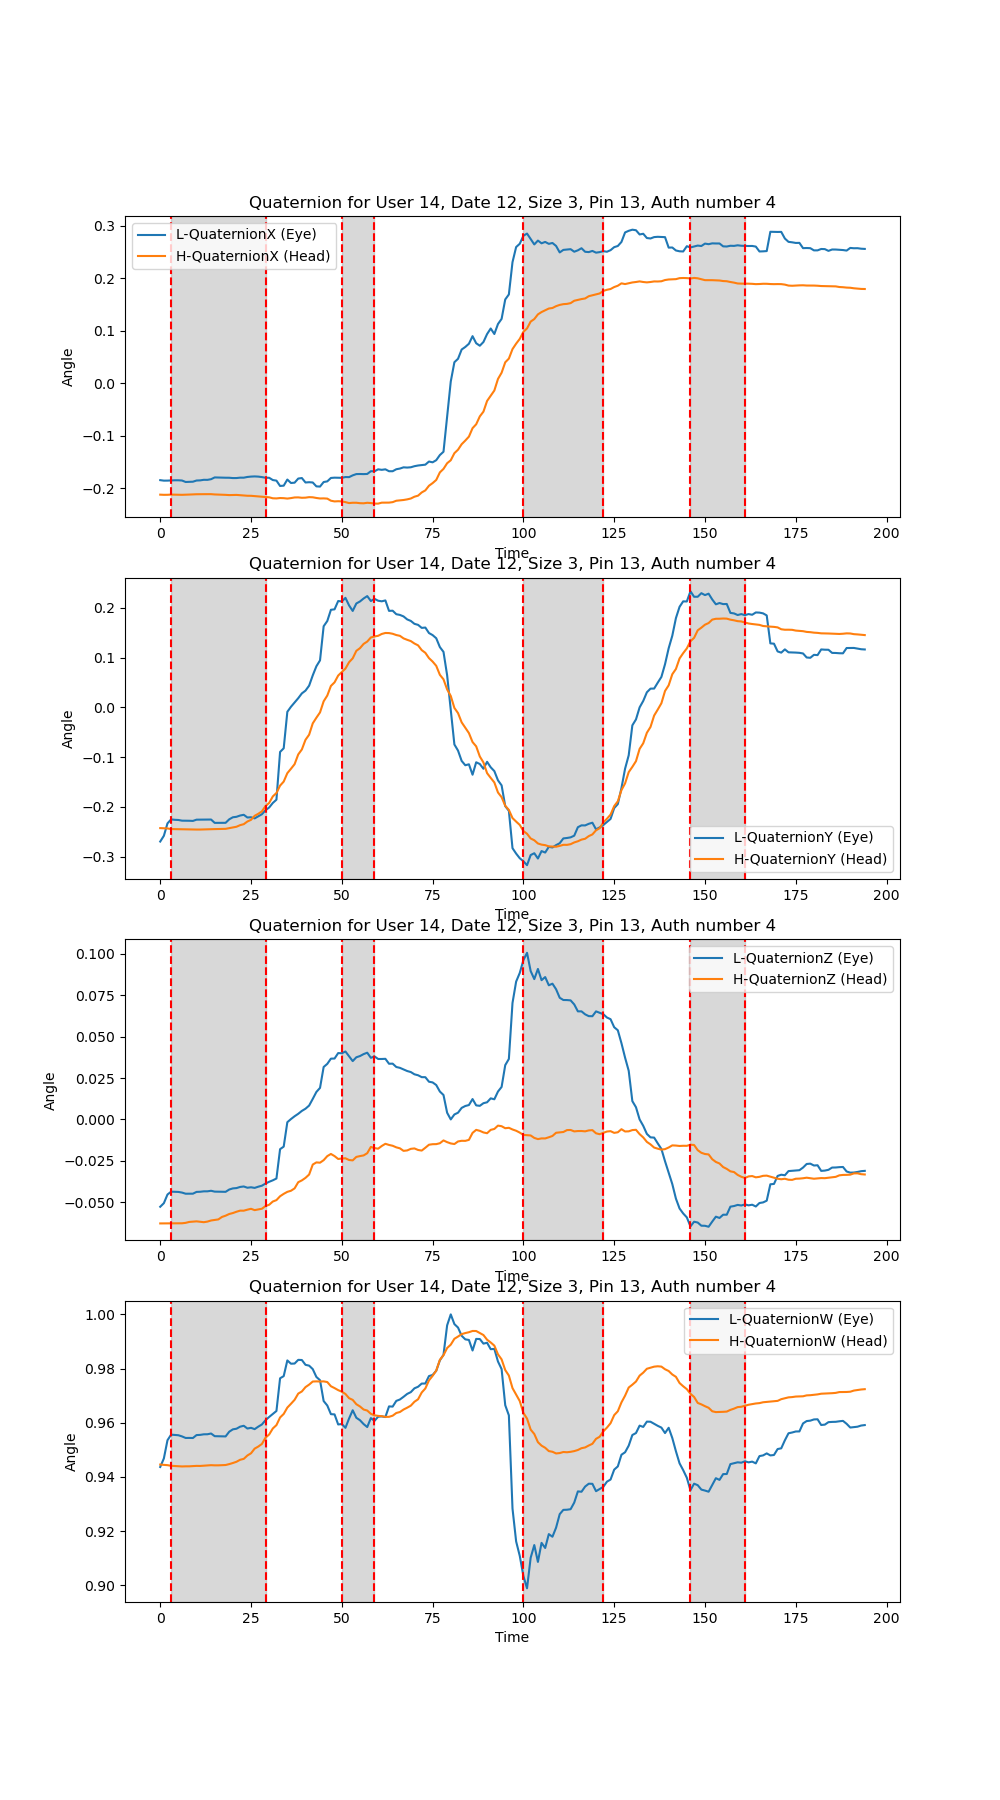 Quaternion for User 14, Date 12, Size 3, Pin 13, Auth number 4
L-QuaternionX (Eye)
H-QuaternionX (Head)
0.3
0.2
0.1
0.0
−0.1
−0.2
Angle
0 25 50 75 100 125 150 175 200
Time
Quaternion for User 14, Date 12, Size 3, Pin 13, Auth number 4
0.2
0.1
0.0
−0.1
−0.2
−0.3
Angle
L-QuaternionY (Eye)
H-QuaternionY (Head)
0 25 50 75 100 125 150 175 200
Time
Quaternion for User 14, Date 12, Size 3, Pin 13, Auth number 4
L-QuaternionZ (Eye)
H-QuaternionZ (Head)
0.100
0.075
0.050
0.025
0.000
−0.025
−0.050
Angle
0 25 50 75 100 125 150 175 200
Time
Quaternion for User 14, Date 12, Size 3, Pin 13, Auth number 4
L-QuaternionW (Eye)
H-QuaternionW (Head)
1.00
0.98
0.96
0.94
0.92
0.90
Angle
0 25 50 75 100 125 150 175 200
Time